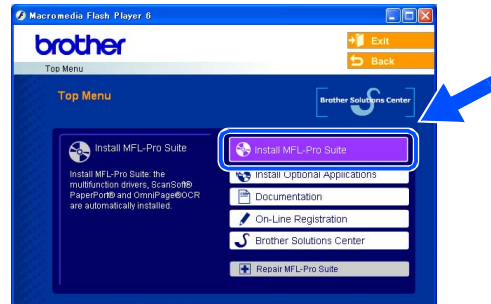 Macromedia Flash Player 6
brother
Exit
Back
Top Menu
Top Menu
Brother Solutions Center
Install MFL-Pro Suite
Install MFL-Pro Suite: the
multifunction drivers, ScanSoft®
PaperPort® and OmniPage®OCR
are automatically installed.
Install MFL-Pro Suite
Install Optional Applications
Documentation
On-Line Registration
Brother Solutions Center
Repair MFL-Pro Suite